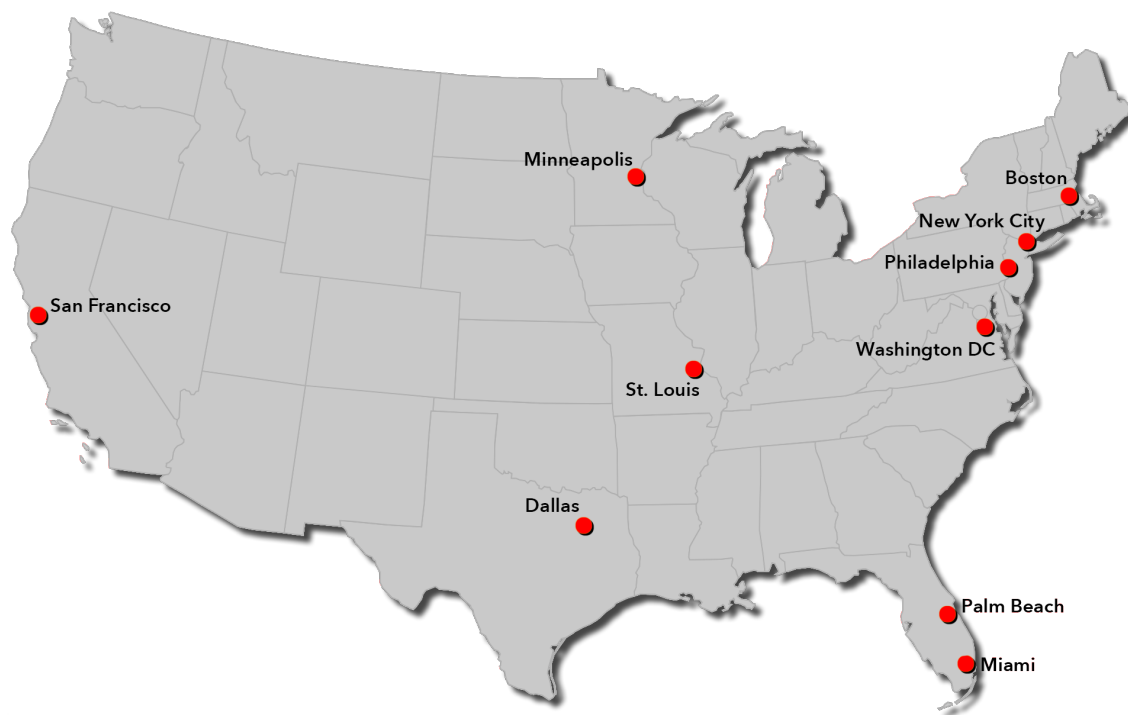 Minneapolis
Boston
New York City
Philadelphia
San Francisco
Washington DC
St. Louis
Dallas
Palm Beach
Miami